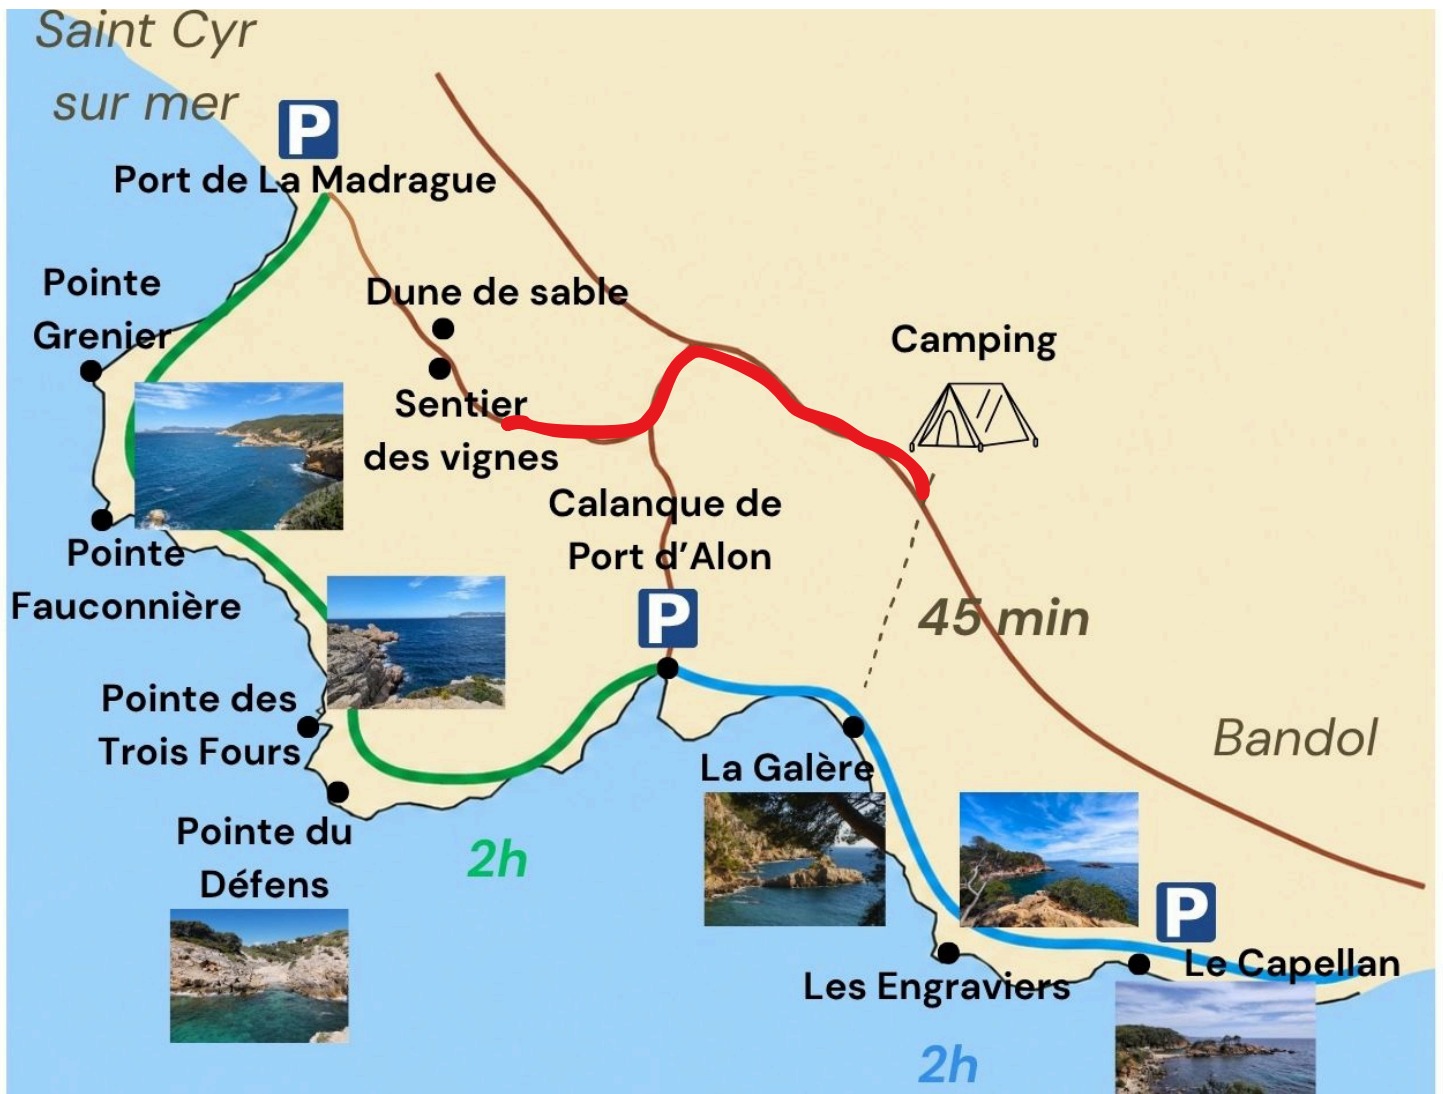 Saint Cyr
sur mer
P
Port de La Madrague
Pointe
Grenier
Dune de sable
Sentier
des vignes
Camping
Calanque de
Port d'Alon
P
Pointe
Fauconnière
45 min
Pointe des
Trois Fours
Bandol
La Galère
Pointe du
Défens
2h
P
Le Capellan
Les Engraviers
2h